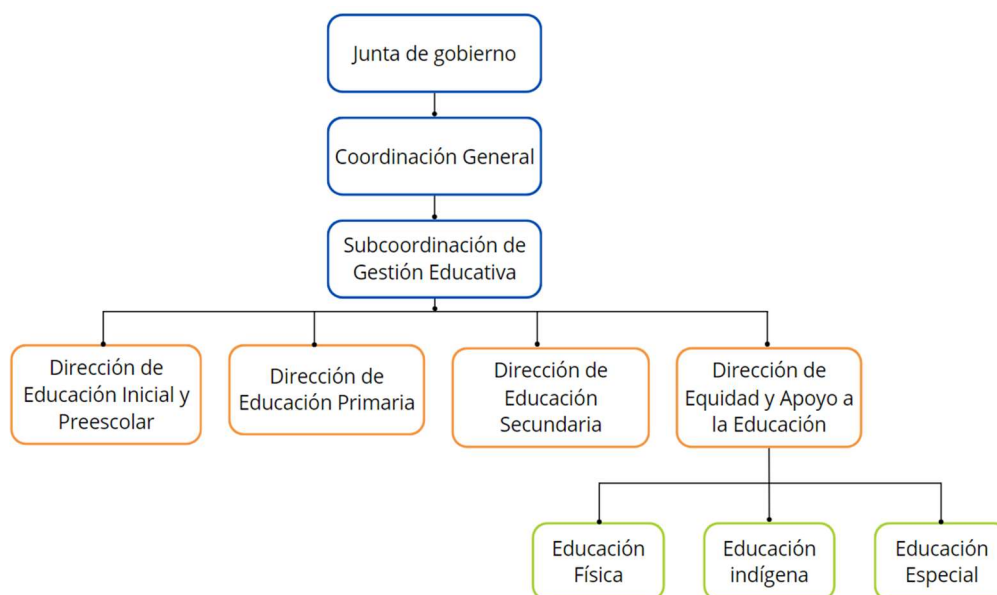 Junta de gobierno
Coordinación General
Subcoordinación de
Gestión Educativa
Dirección de
Educación Inicial y
Preescolar
Dirección de
Educación Primaria
Dirección de
Educación
Secundaria
Dirección de
Equidad y Apoyo a
la Educación
Educación
Física
Educación
indígena
Educación
Especial